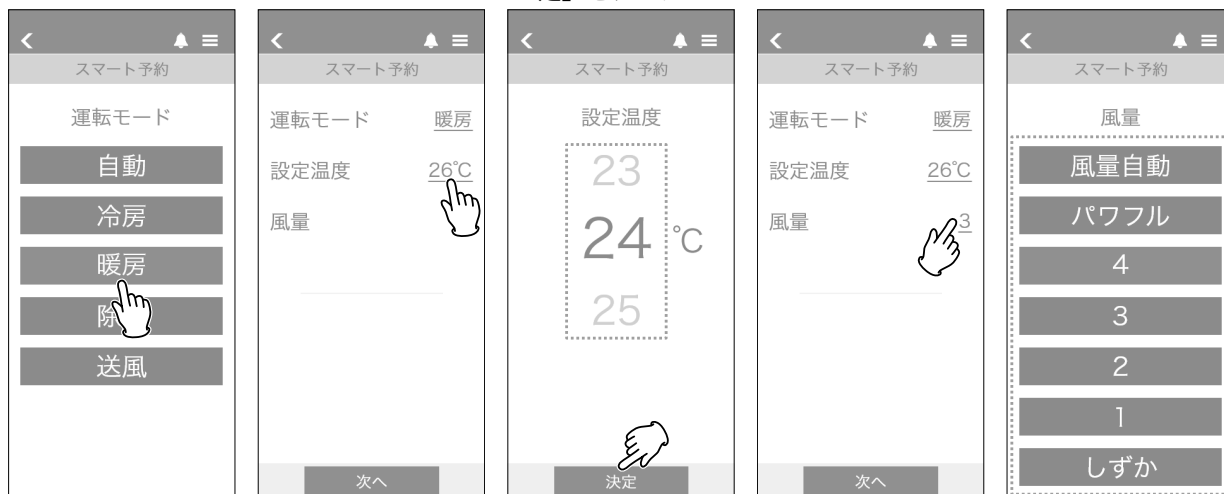 スマート予約
運転モード
自動
冷房
暖房
除
送風
スマート予約
運転モード 暖房
設定温度 26℃
風量
次へ
スマート予約
設定温度
23
24 ℃
25
決定
スマート予約
運転モード 暖房
設定温度 26℃
風量 3
次へ
スマート予約
風量
風量自動
パワフル
4
3
2
1
しずか